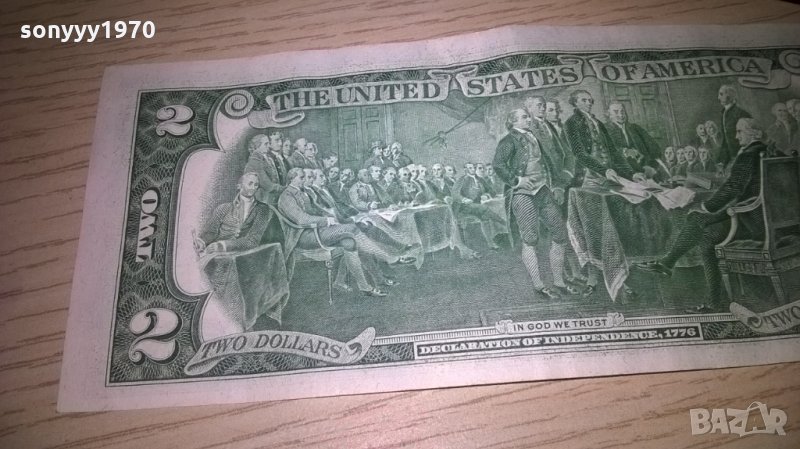 sonyyy1970
THE UNITED STATES OF AMERICA
2
TWO
2
TWO DOLLARS
IN GOD WE TRUST
DECLARATION OF INDEPENDENCE, 1776
TWO
BAZAR